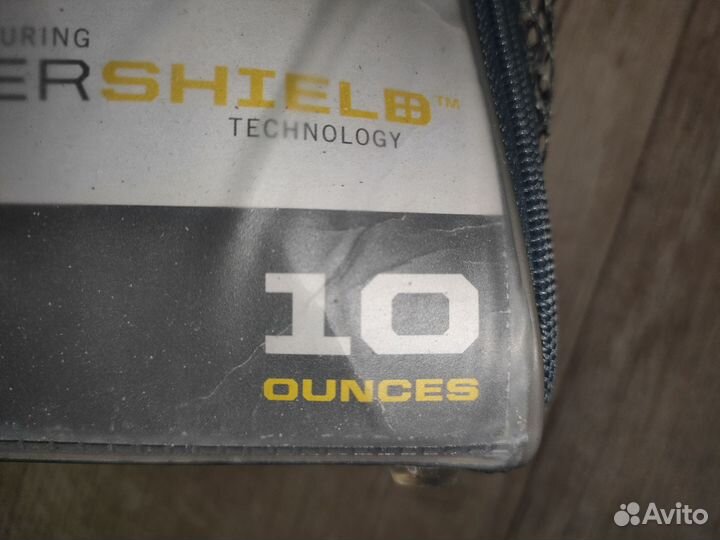 URING
ERSHIELD™
TECHNOLOGY
10
OUNCES
Avito